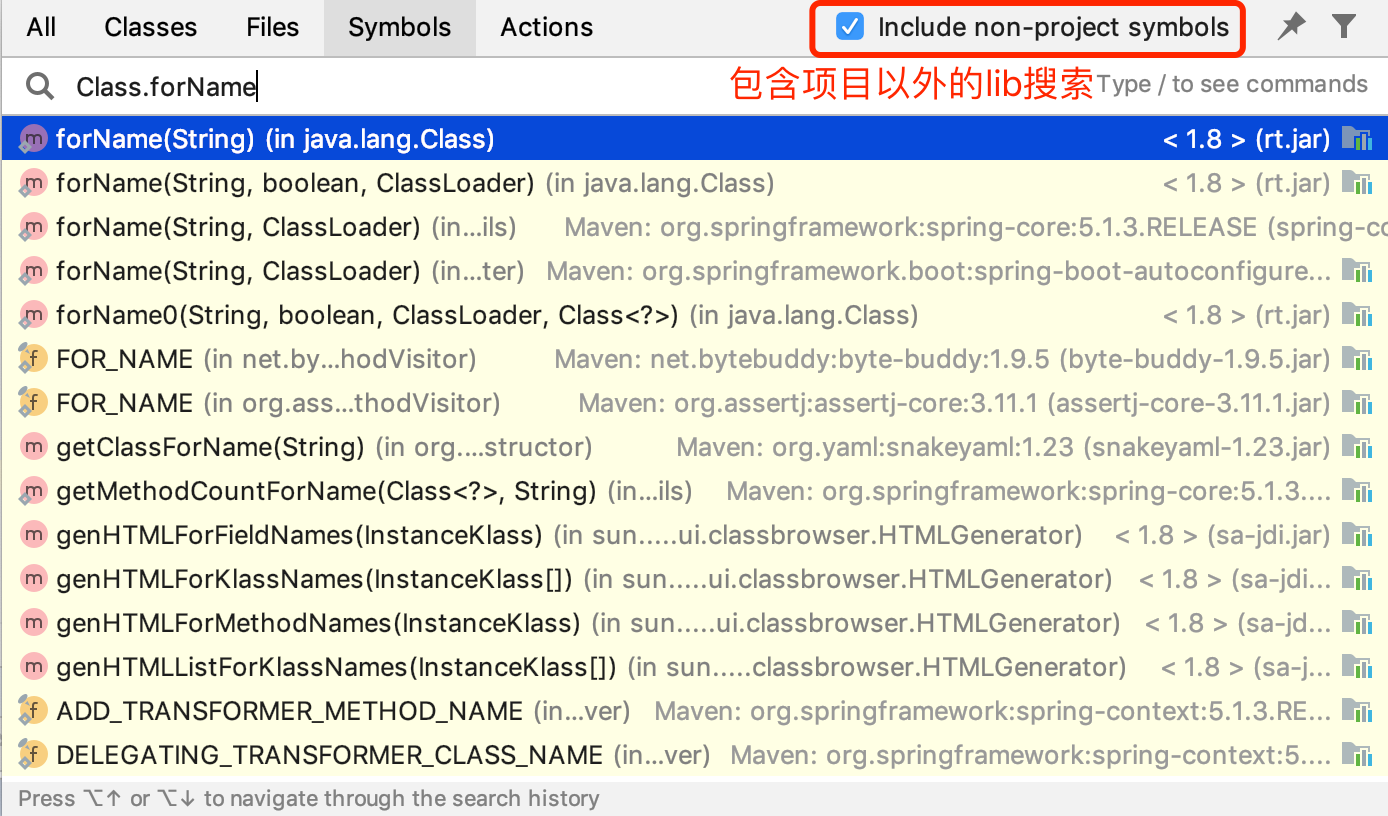 All Classes Files Symbols Actions Include non-project symbols
Class.forName 包含项目以外的lib搜索 Type / to see commands
m forName(String) (in java.lang.Class) < 1.8 > (rt.jar)
m forName(String, boolean, ClassLoader) (in java.lang.Class) < 1.8 > (rt.jar)
m forName(String, ClassLoader) (in...ils) Maven: org.springframework:spring-core:5.1.3.RELEASE (spring-co
m forName(String, ClassLoader) (in...ter) Maven: org.springframework.boot:spring-boot-autoconfigure...
m forName0(String, boolean, ClassLoader, Class<?>) (in java.lang.Class) < 1.8 > (rt.jar)
f FOR_NAME (in net.by...hodVisitor) Maven: net.bytebuddy:byte-buddy:1.9.5 (byte-buddy-1.9.5.jar)
f FOR_NAME (in org.ass...thodVisitor) Maven: org.assertj:assertj-core:3.11.1 (assertj-core-3.11.1.jar)
m getClassForName(String) (in org....structor) Maven: org.yaml:snakeyaml:1.23 (snakeyaml-1.23.jar)
m getMethodCountForName(Class<?>, String) (in...ils) Maven: org.springframework:spring-core:5.1.3....
m genHTMLForFieldNames(InstanceKlass) (in sun.....ui.classbrowser.HTMLGenerator) < 1.8 > (sa-jdi.jar)
m genHTMLForKlassNames(InstanceKlass[]) (in sun.....ui.classbrowser.HTMLGenerator) < 1.8 > (sa-jdi...
m genHTMLForMethodNames(InstanceKlass) (in sun.....ui.classbrowser.HTMLGenerator) < 1.8 > (sa-jd...
m genHTMLListForKlassNames(InstanceKlass[]) (in sun.....classbrowser.HTMLGenerator) < 1.8 > (sa-j...
f ADD_TRANSFORMER_METHOD_NAME (in...ver) Maven: org.springframework:spring-context:5.1.3.RE...
f DELEGATING_TRANSFORMER_CLASS_NAME (in...ver) Maven: org.springframework:spring-context:5....
Press ⌥↑ or ⌥↓ to navigate through the search history